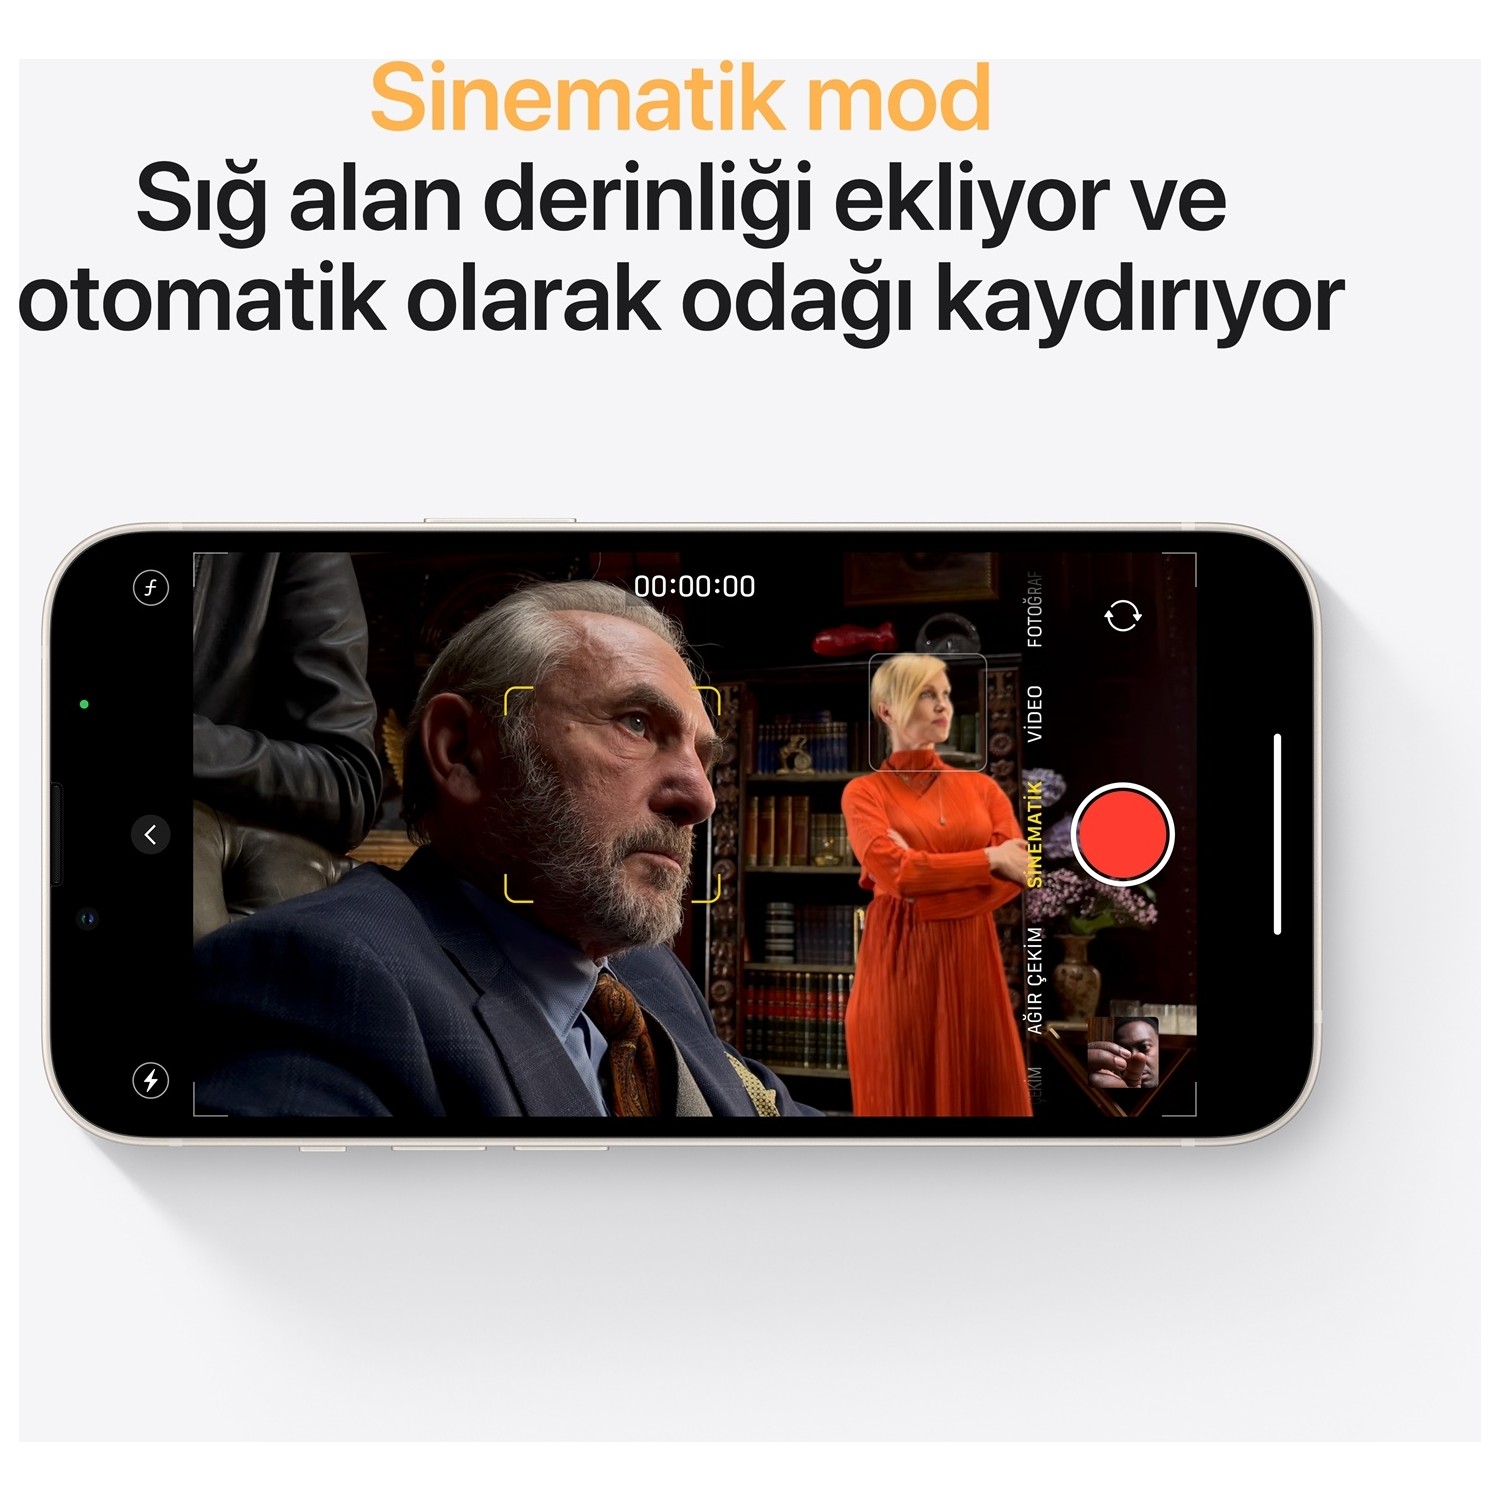 Sinematik mod
Sığ alan derinliği ekliyor ve
otomatik olarak odağı kaydırıyor
00:00:00
FOTOĞRAF
VİDEO
SİNEMATİK
AĞIR ÇEKİM
ÇEKİM